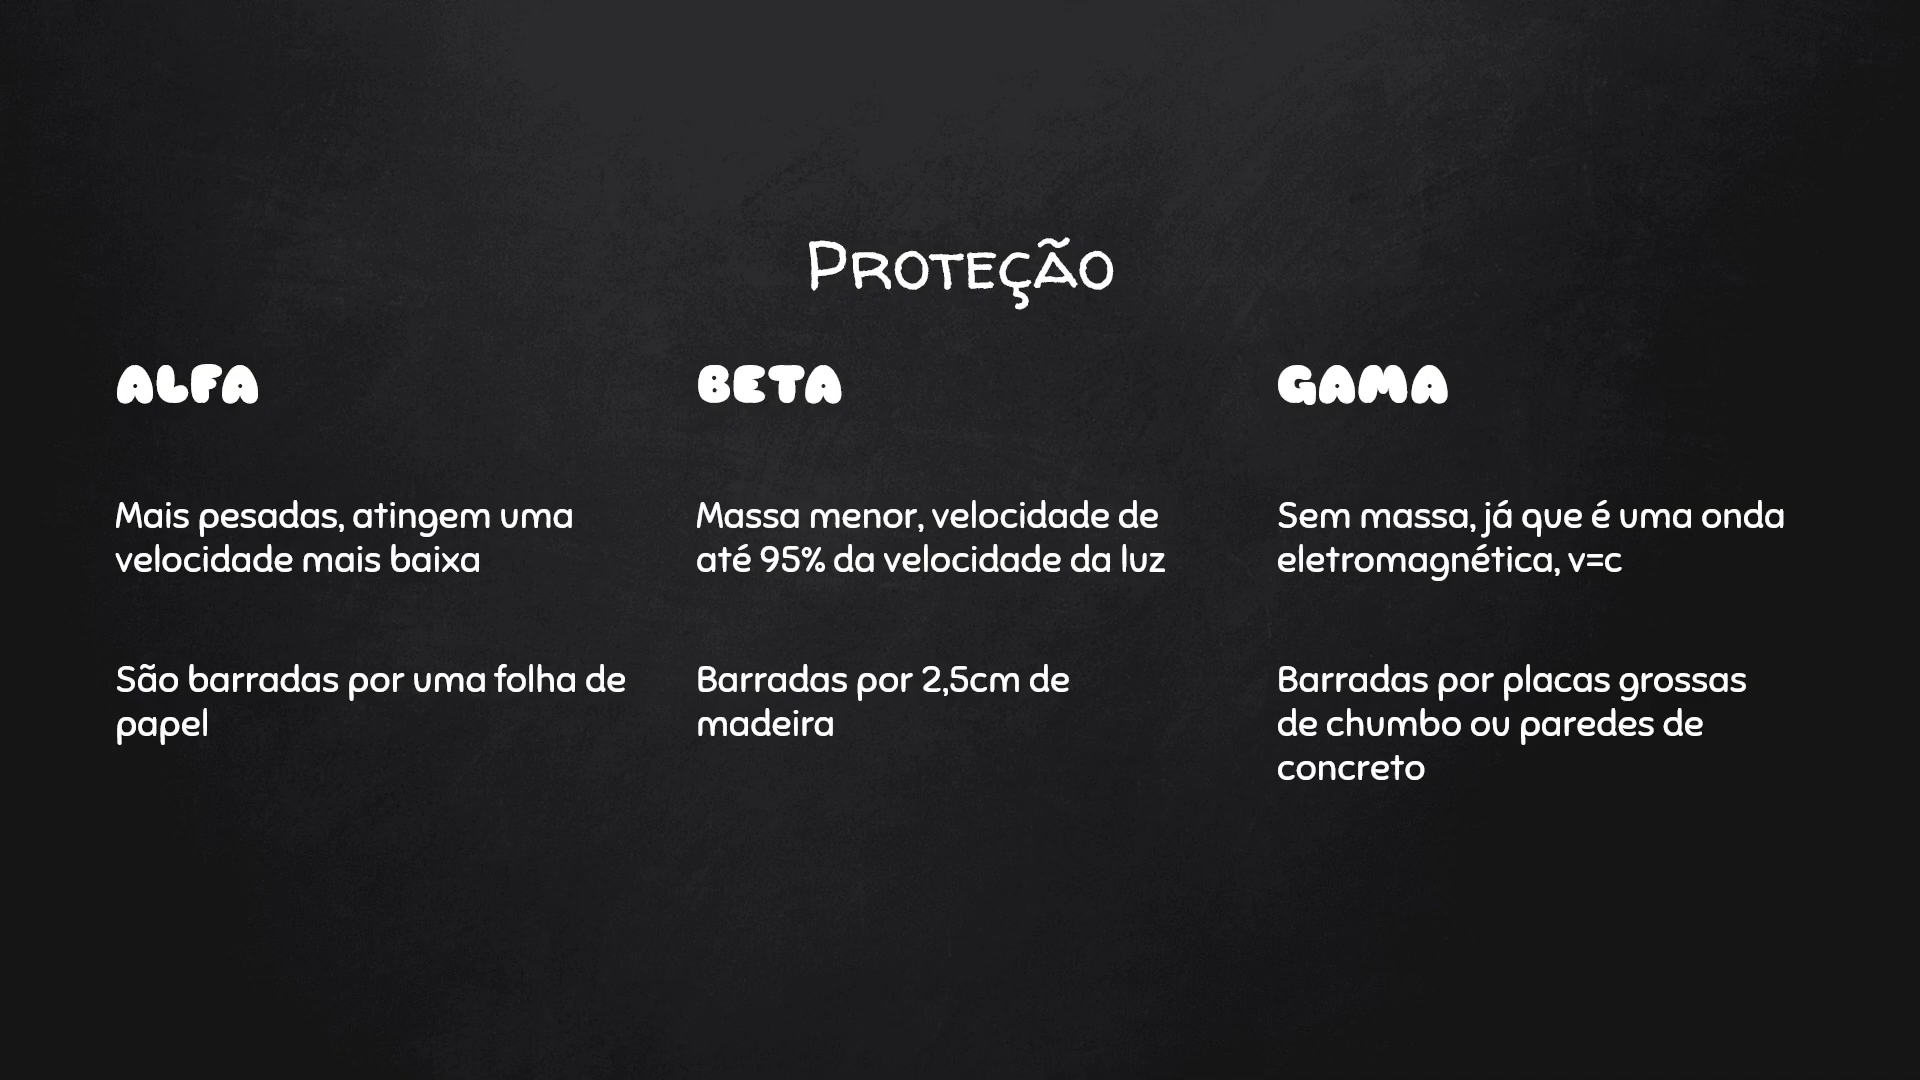 Proteção
ALFA
Mais pesadas, atingem uma
velocidade mais baixa
São barradas por uma folha de
papel
BETA
Massa menor, velocidade de
até 95% da velocidade da luz
Barradas por 2,5cm de
madeira
GAMA
Sem massa, já que é uma onda
eletromagnética, v=c
Barradas por placas grossas
de chumbo ou paredes de
concreto